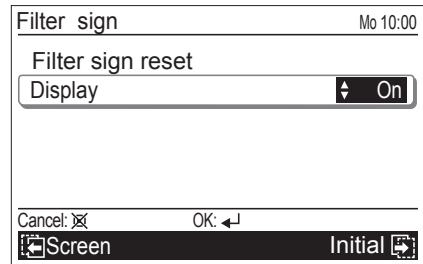 Filter sign Mo 10:00
Filter sign reset
Display On
Cancel: OK:
Screen Initial